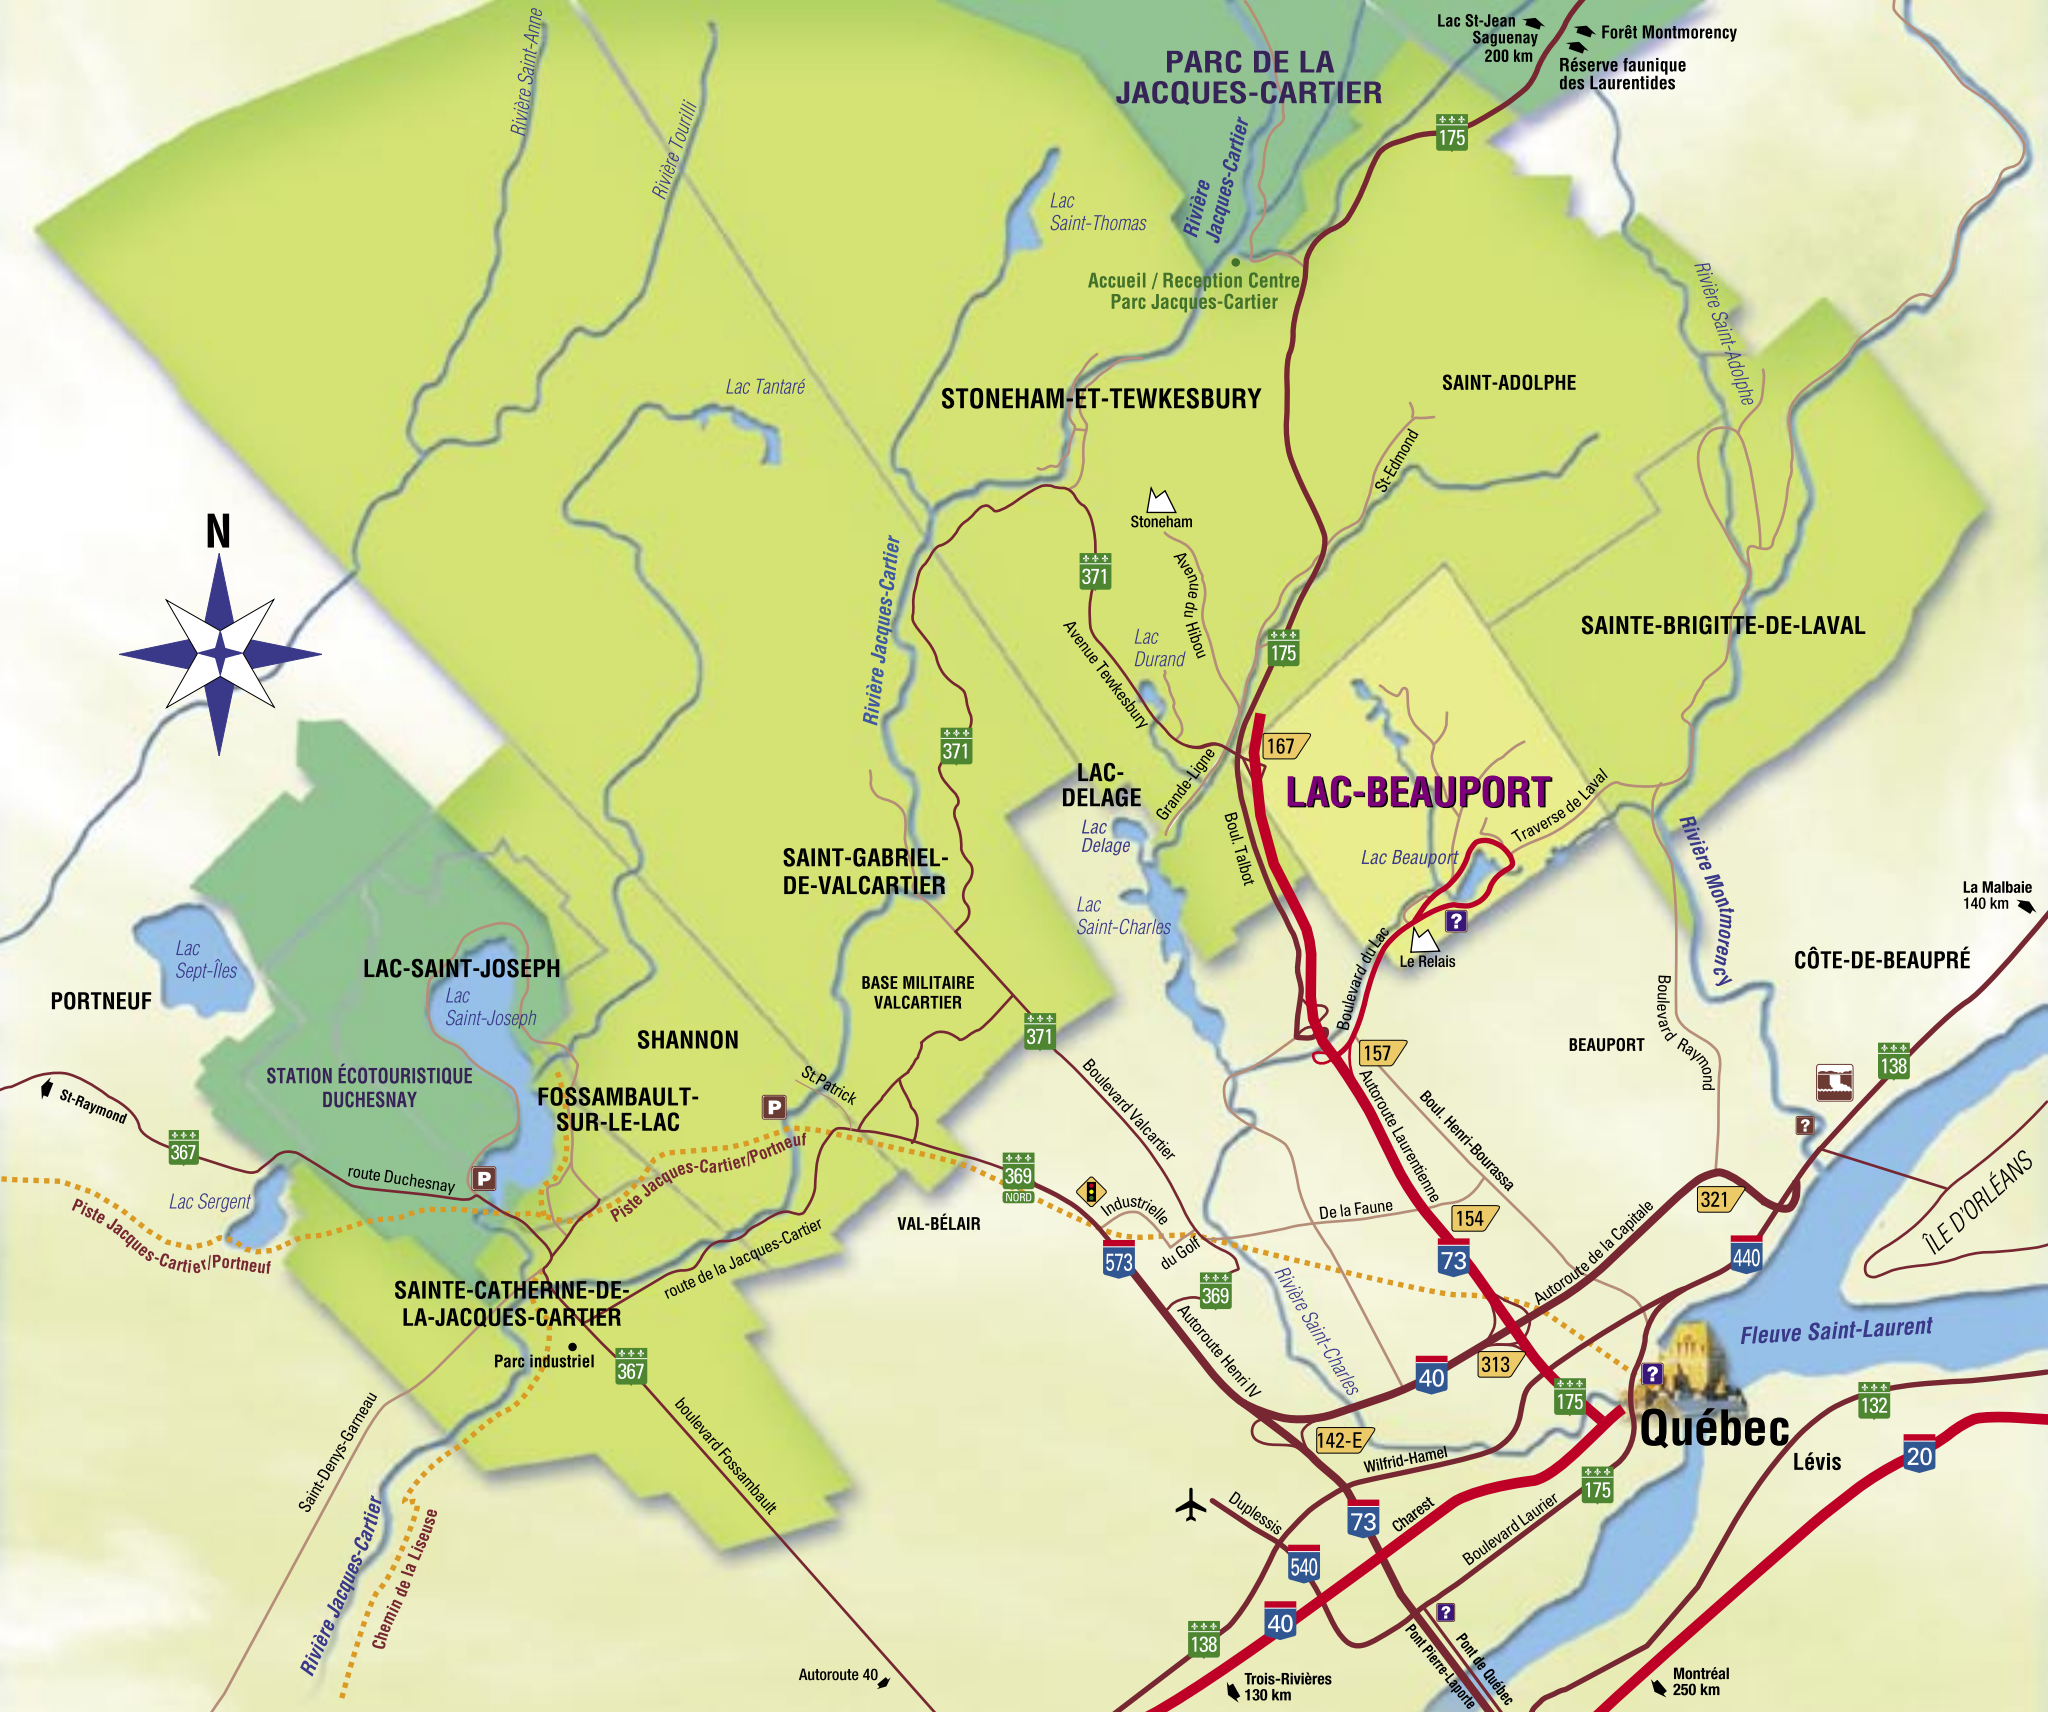 Rivière Saint-Anne
Rivière Tourilli
PARC DE LA
JACQUES-CARTIER
Lac St-Jean
Saguenay
200 km
Forêt Montmorency
Réserve faunique
des Laurentides
175
Rivière
Jacques-Cartier
Lac
Saint-Thomas
Accueil / Reception Centre
Parc Jacques-Cartier
Rivière Saint-Adolphe
Lac Tantaré
STONEHAM-ET-TEWKESBURY
SAINT-ADOLPHE
St-Edmond
N
Stoneham
371
Avenue du Hibou
Rivière Jacques-Cartier
Avenue Tewkesbury
Lac
Durand
175
SAINTE-BRIGITTE-DE-LAVAL
371
167
LAC-
DELAGE
Grande-Ligne
LAC-BEAUPORT
Traverse de Laval
Lac
Delage
Boul. Talbot
Lac Beauport
Rivière Montmorency
SAINT-GABRIEL-
DE-VALCARTIER
Lac
Saint-Charles
?
Le Relais
Boulevard du Lac
La Malbaie
140 km
CÔTE-DE-BEAUPRÉ
Lac
Sept-Îles
PORTNEUF
LAC-SAINT-JOSEPH
Lac
Saint-Joseph
BASE MILITAIRE
VALCARTIER
SHANNON
371
Boulevard Raymond
BEAUPORT
157
138
STATION ÉCOTOURISTIQUE
DUCHESNAY
FOSSAMBAULT-
SUR-LE-LAC
P
St.Patrick
Boulevard Valcartier
Autoroute Laurentienne
Boul. Henri-Bourassa
?
St-Raymond
367
route Duchesnay
P
Piste Jacques-Cartier/Portneuf
369
NORD
Industrielle
du Golf
De la Faune
154
321
ÎLE D'ORLÉANS
Lac Sergent
Piste Jacques-Cartier/Portneuf
VAL-BÉLAIR
573
73
440
Autoroute de la Capitale
route de la Jacques-Cartier
SAINTE-CATHERINE-DE-
LA-JACQUES-CARTIER
369
Rivière Saint-Charles
Autoroute Henri IV
Fleuve Saint-Laurent
Parc industriel
367
40
313
?
175
132
Québec
Saint-Denys-Garneau
boulevard Fossambault
142-E
Wilfrid-Hamel
Lévis
20
175
Rivière Jacques-Cartier
Chemin de la Liseuse
Duplessis
73
Charest
Boulevard Laurier
540
40
?
138
Pont Pierre-Laporte
Pont de Québec
Autoroute 40
Trois-Rivières
130 km
Montréal
250 km